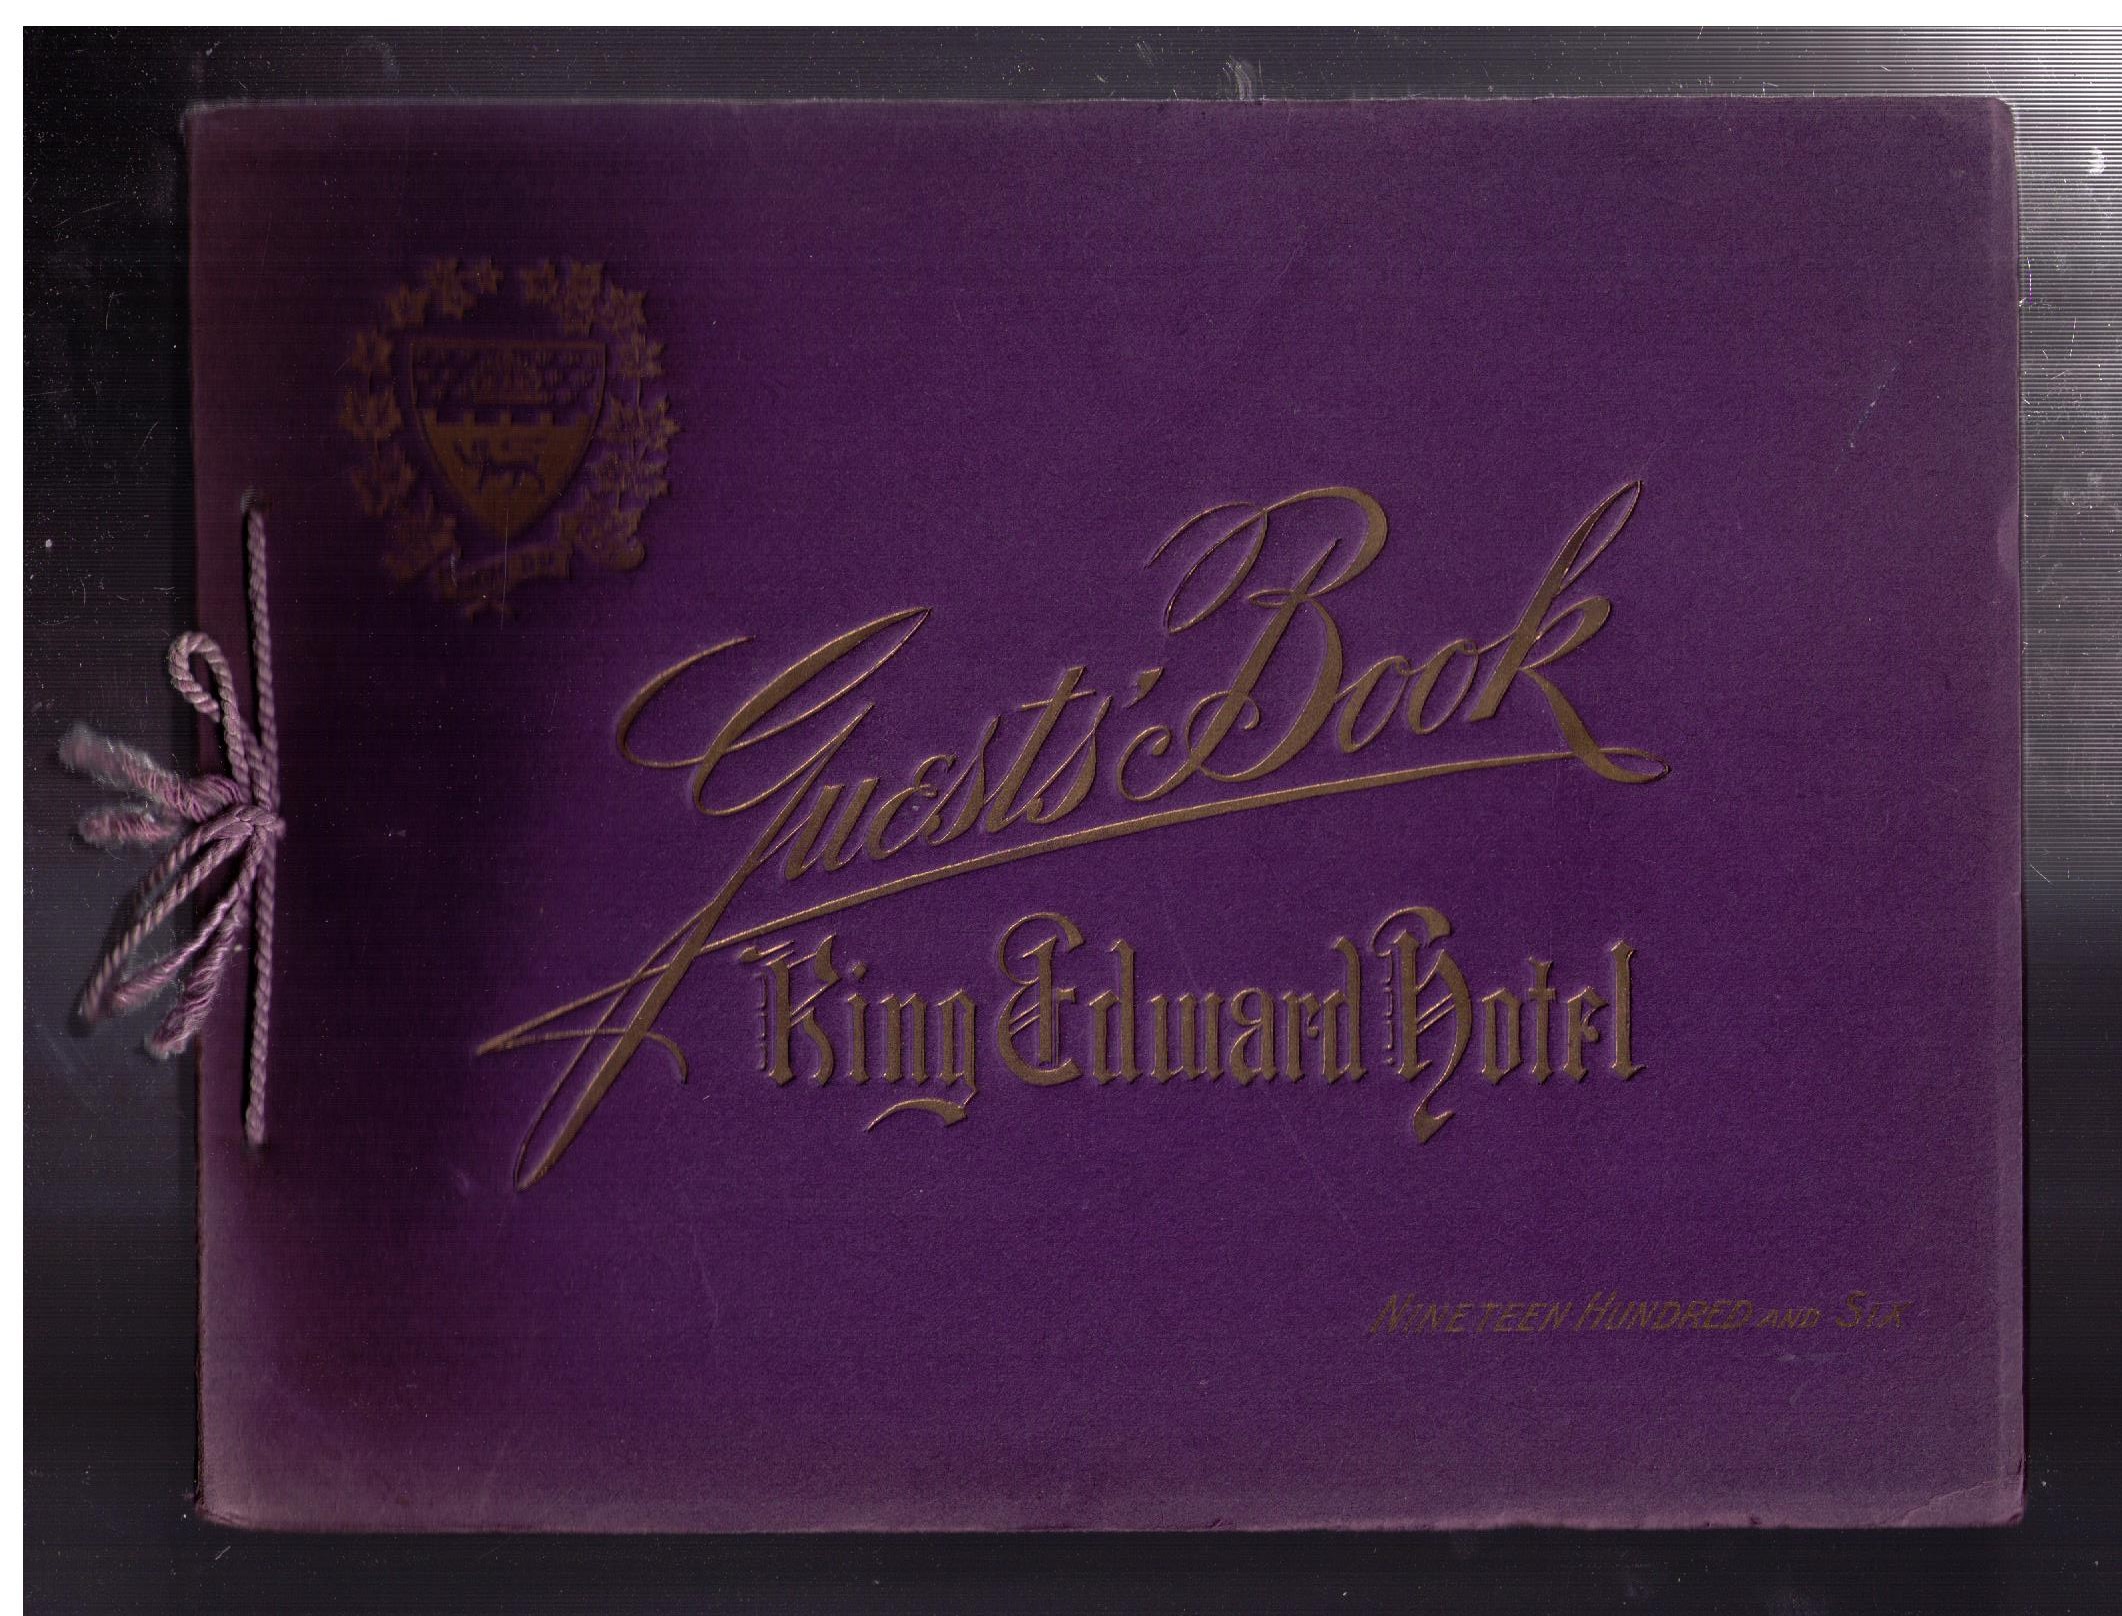 Guests' Book
King Edward Hotel
NINETEEN HUNDRED AND SIX